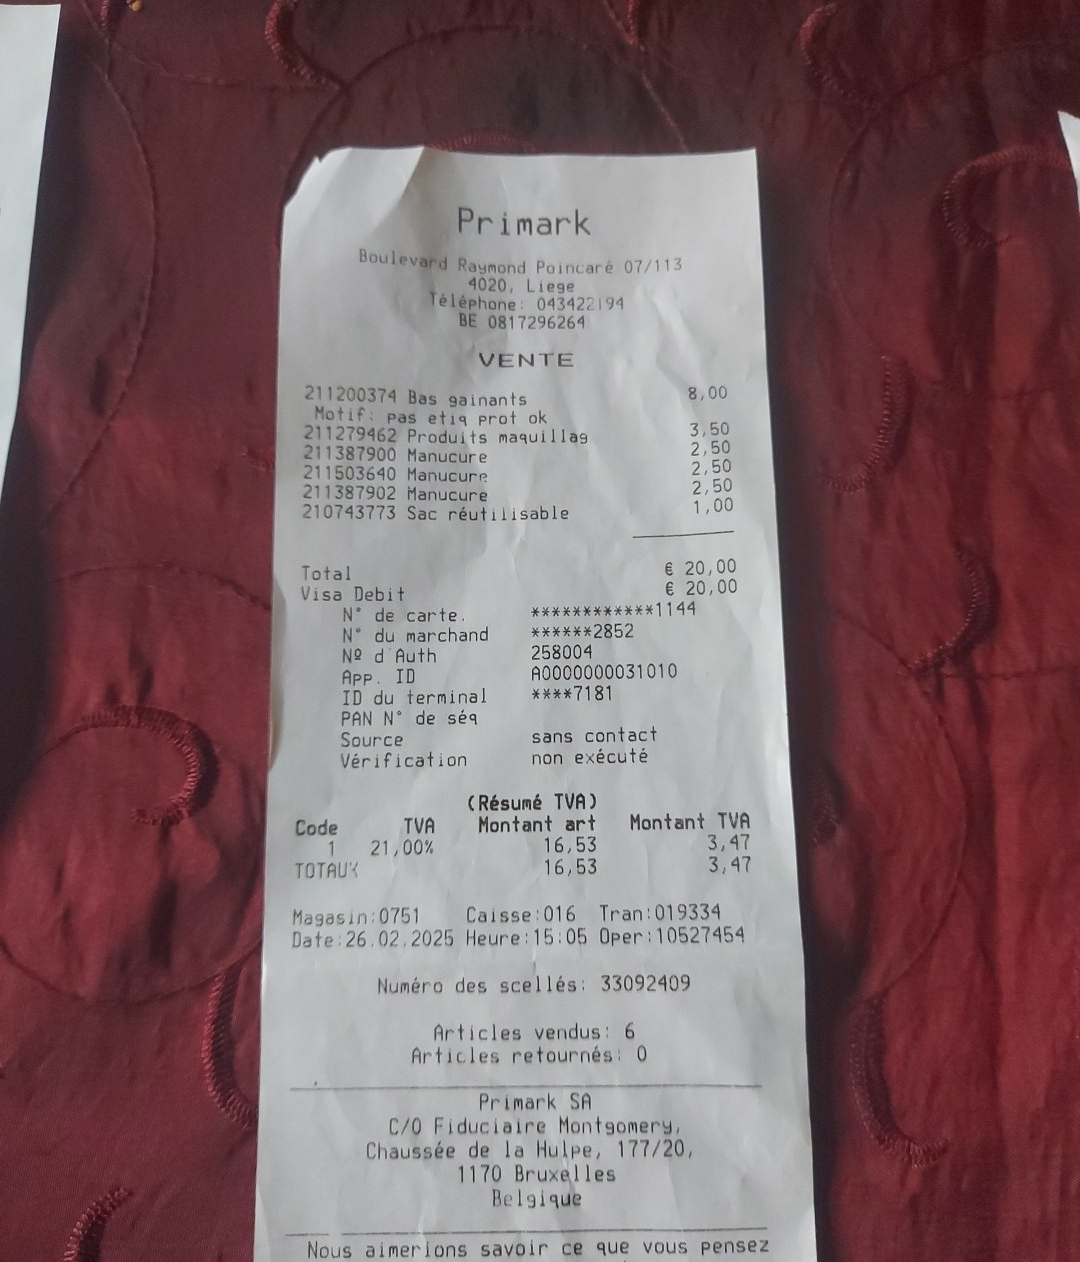 Primark
Boulevard Raymond Poincaré 07/113
4020, Liege
Téléphone: 043422194
BE 0817296264
VENTE
211200374 Bas gainants 8,00
Motif: pas etiq prot ok
211279462 Produits maquillag 3,50
211387900 Manucure 2,50
211503640 Manucure 2,50
211387902 Manucure 2,50
210743773 Sac réutilisable 1,00
Total € 20,00
Visa Debit € 20,00
N° de carte. ************1144
N° du marchand ******2852
Nº d'Auth 258004
App. ID A0000000031010
ID du terminal ****7181
PAN N° de séq
Source sans contact
Vérification non exécuté
(Résumé TVA)
Code TVA Montant art Montant TVA
1 21,00% 16,53 3,47
TOTAUX 16,53 3,47
Magasin:0751 Caisse:016 Tran:019334
Date:26.02.2025 Heure:15:05 Oper:10527454
Numéro des scellés: 33092409
Articles vendus: 6
Articles retournés: 0
Primark SA
C/O Fiduciaire Montgomery,
Chaussée de la Hulpe, 177/20,
1170 Bruxelles
Belgique
Nous aimerions savoir ce que vous pensez